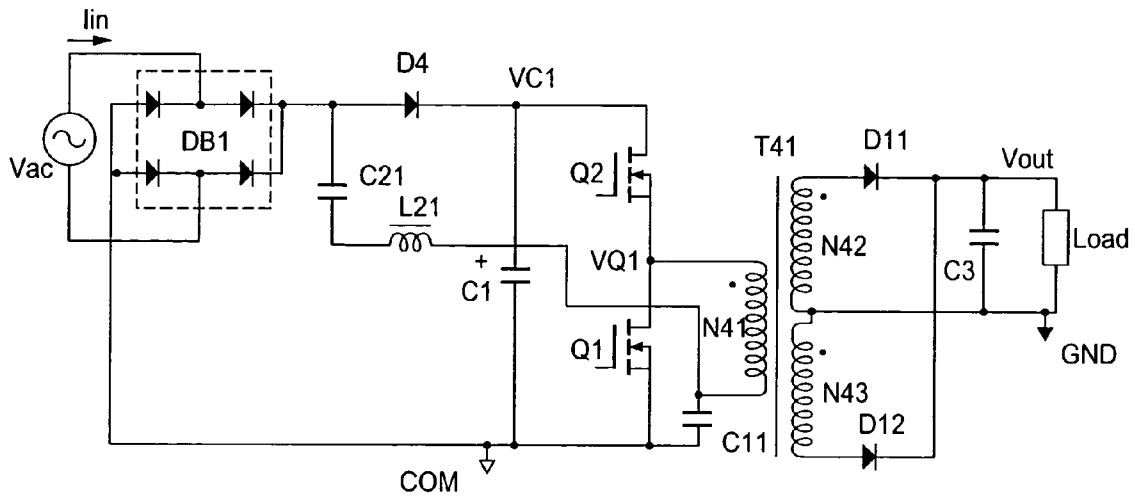 Iin
Vac
DB1
D4
VC1
C21
L21
+
C1
Q2
VQ1
Q1
N41
C11
T41
N42
N43
D11
D12
Vout
C3
Load
GND
COM